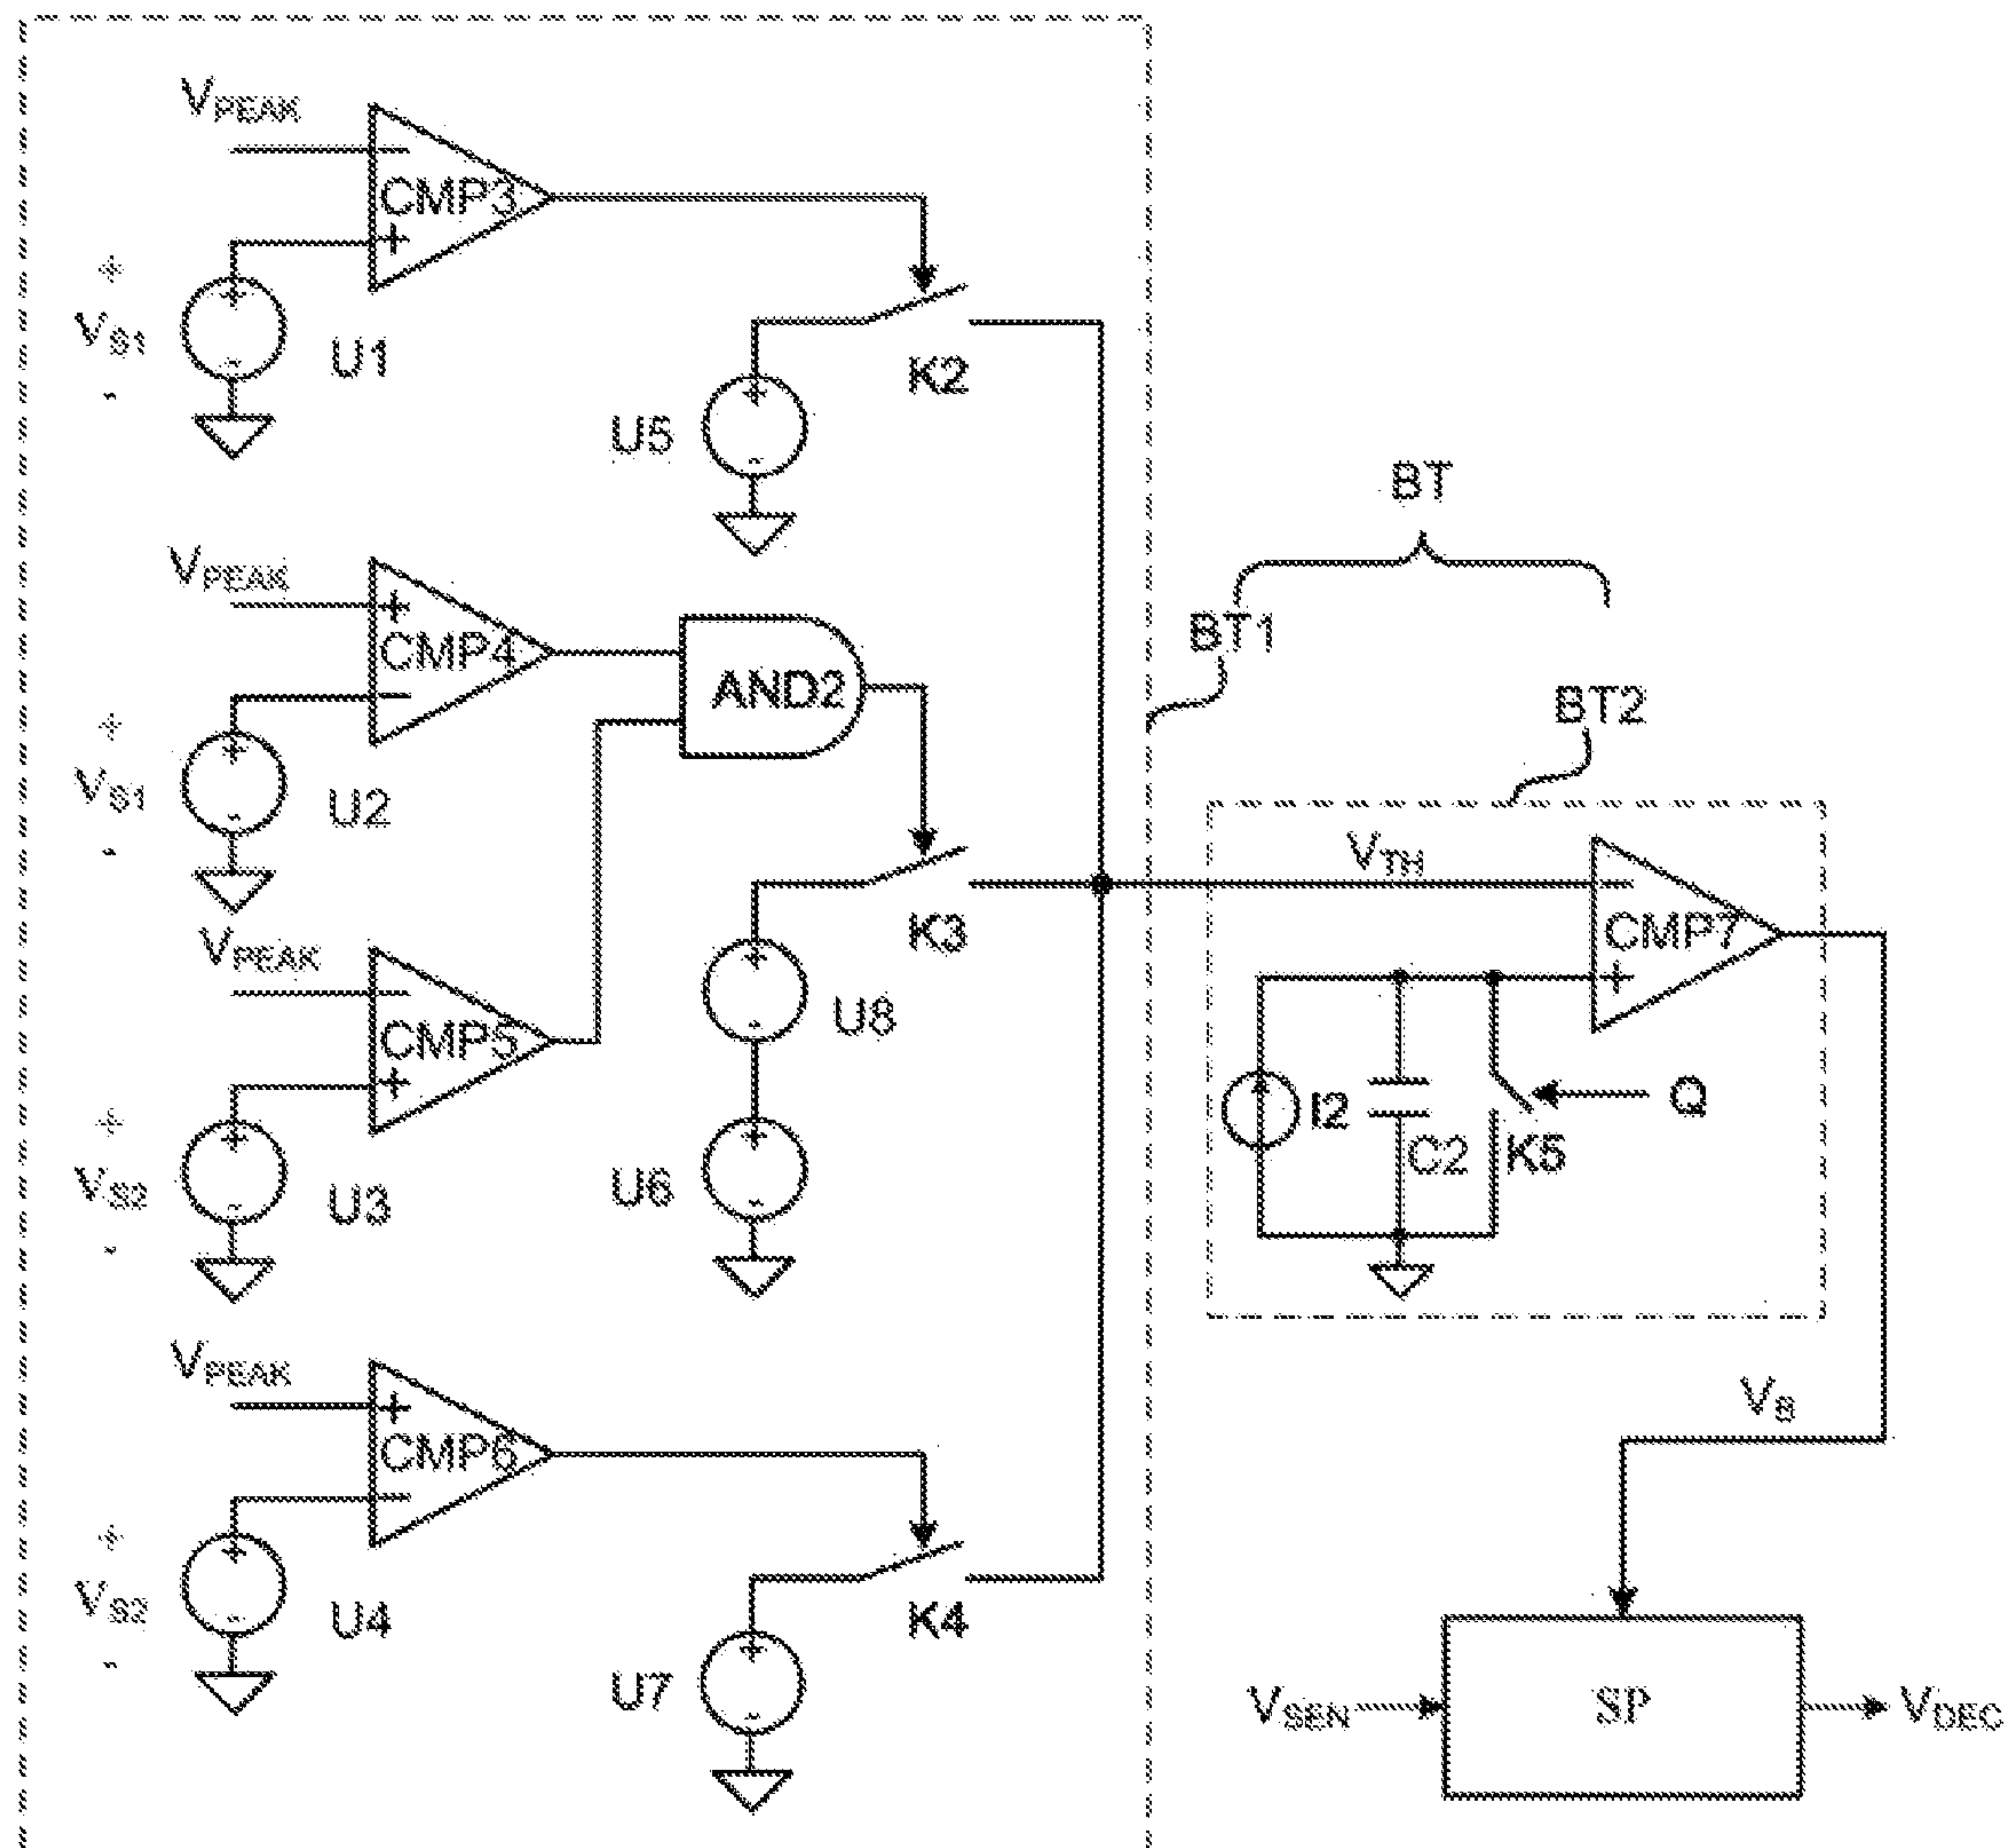 VPEAK
CMP3
+
VS1
-
U1
K2
U5
BT
BT1
BT2
VPEAK
CMP4
AND2
+
VS1
-
U2
K3
VTH
CMP7
VPEAK
CMP5
U8
I2
C2
K5
Q
+
VS2
-
U3
U6
VPEAK
CMP6
VB
+
VS2
-
U4
K4
U7
VSEN
SP
VDEC